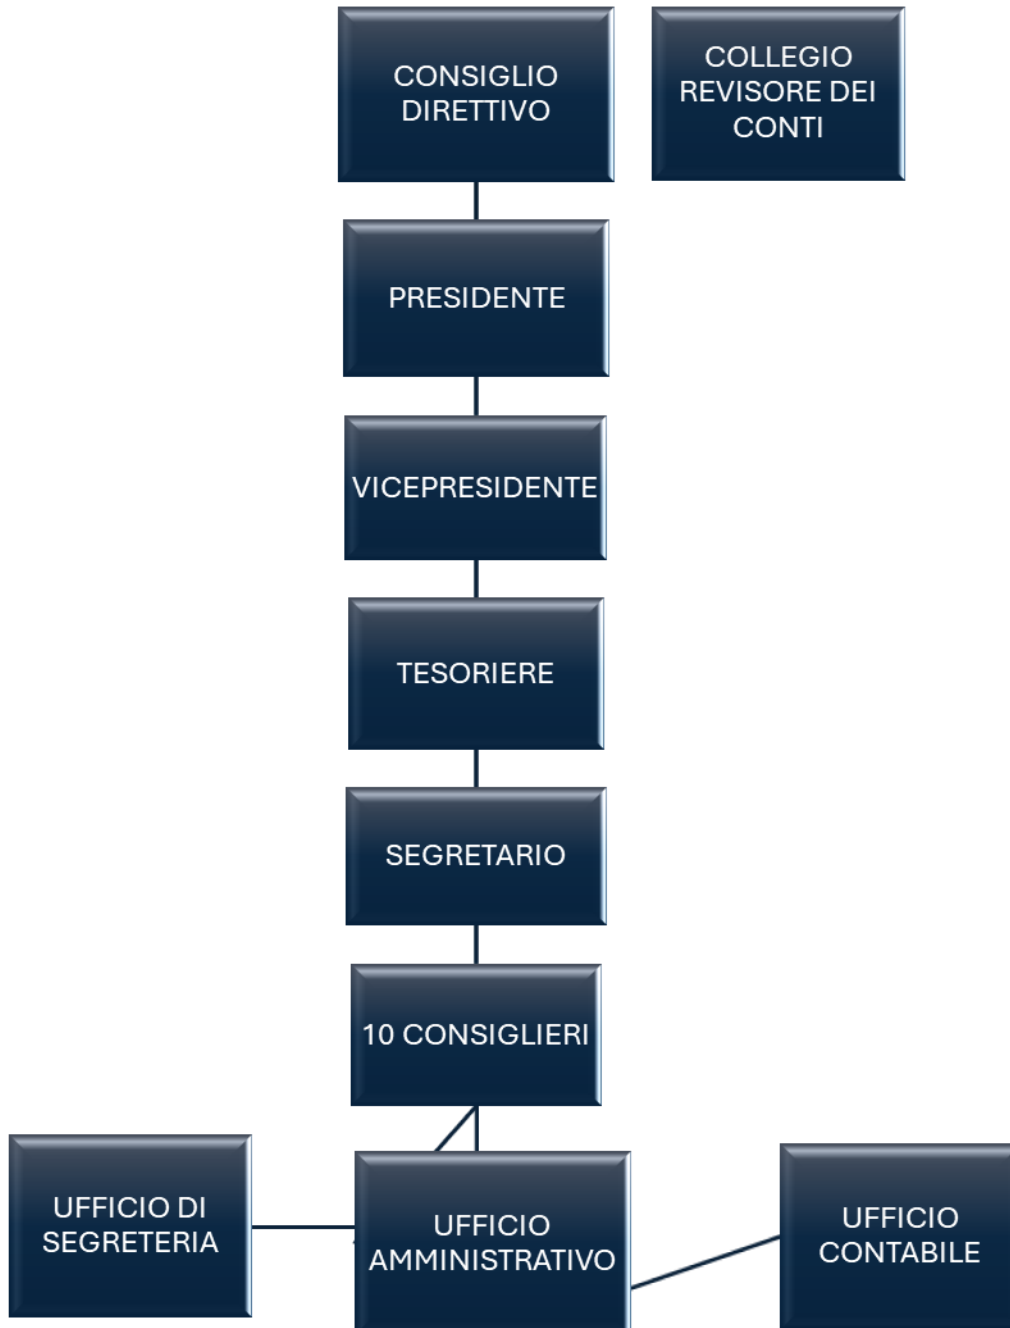 CONSIGLIO
DIRETTIVO
COLLEGIO
REVISORE DEI
CONTI
PRESIDENTE
VICEPRESIDENTE
TESORIERE
SEGRETARIO
10 CONSIGLIERI
UFFICIO DI
SEGRETERIA
UFFICIO
AMMINISTRATIVO
UFFICIO
CONTABILE